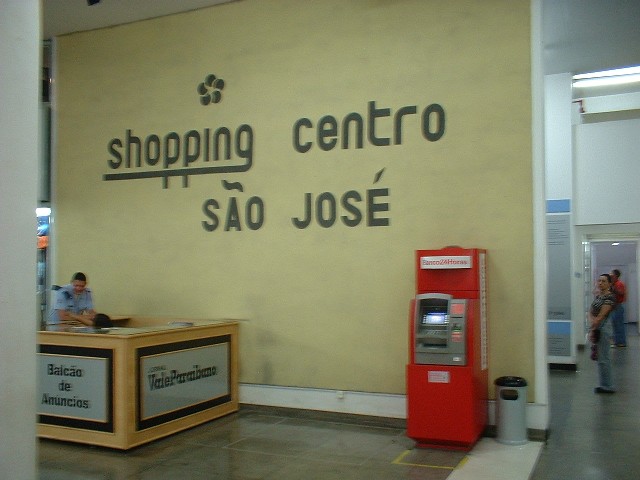 shopping centro
SÃO JOSÉ
Banco24Horas
Balcão
de
Anúncios
ValeParaibano